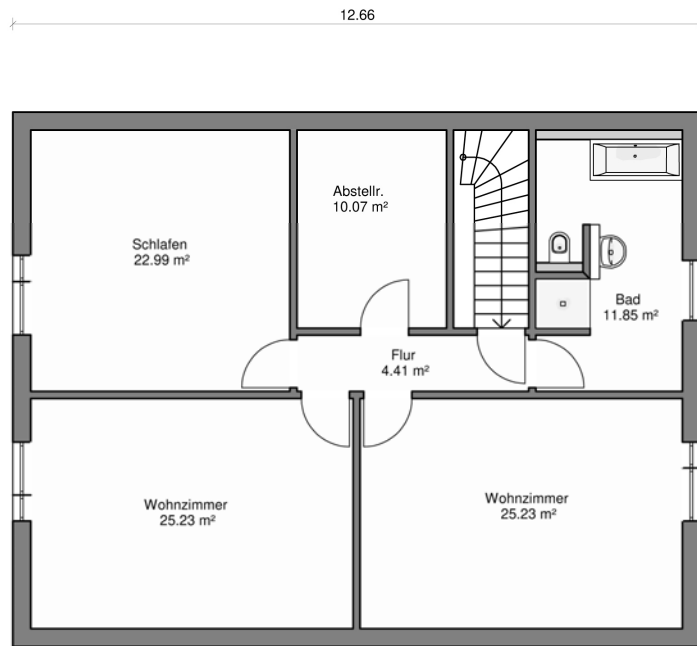 12.66
Abstellr.
10.07 m²
Schlafen
22.99 m²
Bad
11.85 m²
Flur
4.41 m²
Wohnzimmer
25.23 m²
Wohnzimmer
25.23 m²